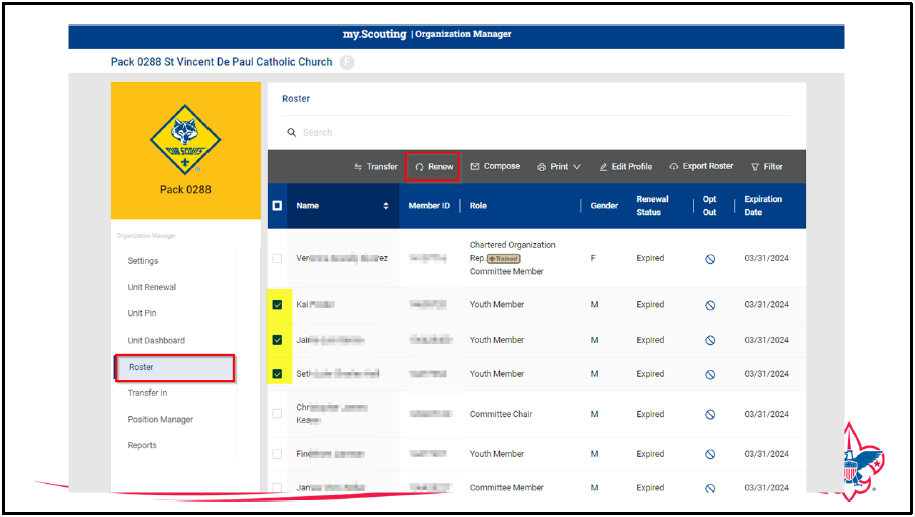 my.Scouting | Organization Manager
Pack 0288 St Vincent De Paul Catholic Church F
CUB SCOUTS
Pack 0288
Organization Manager
Settings
Unit Renewal
Unit Pin
Unit Dashboard
Roster
Transfer in
Position Manager
Reports
Roster
Search
Transfer Renew Compose Print Edit Profile Export Roster Filter
Name Member ID Role Gender Renewal Status Opt Out Expiration Date
Chartered Organization
Rep. Trained F Expired 03/31/2024
Committee Member
Kai Youth Member M Expired 03/31/2024
Youth Member M Expired 03/31/2024
Youth Member M Expired 03/31/2024
Committee Chair M Expired 03/31/2024
Youth Member M Expired 03/31/2024
Committee Member M Expired 03/31/2024